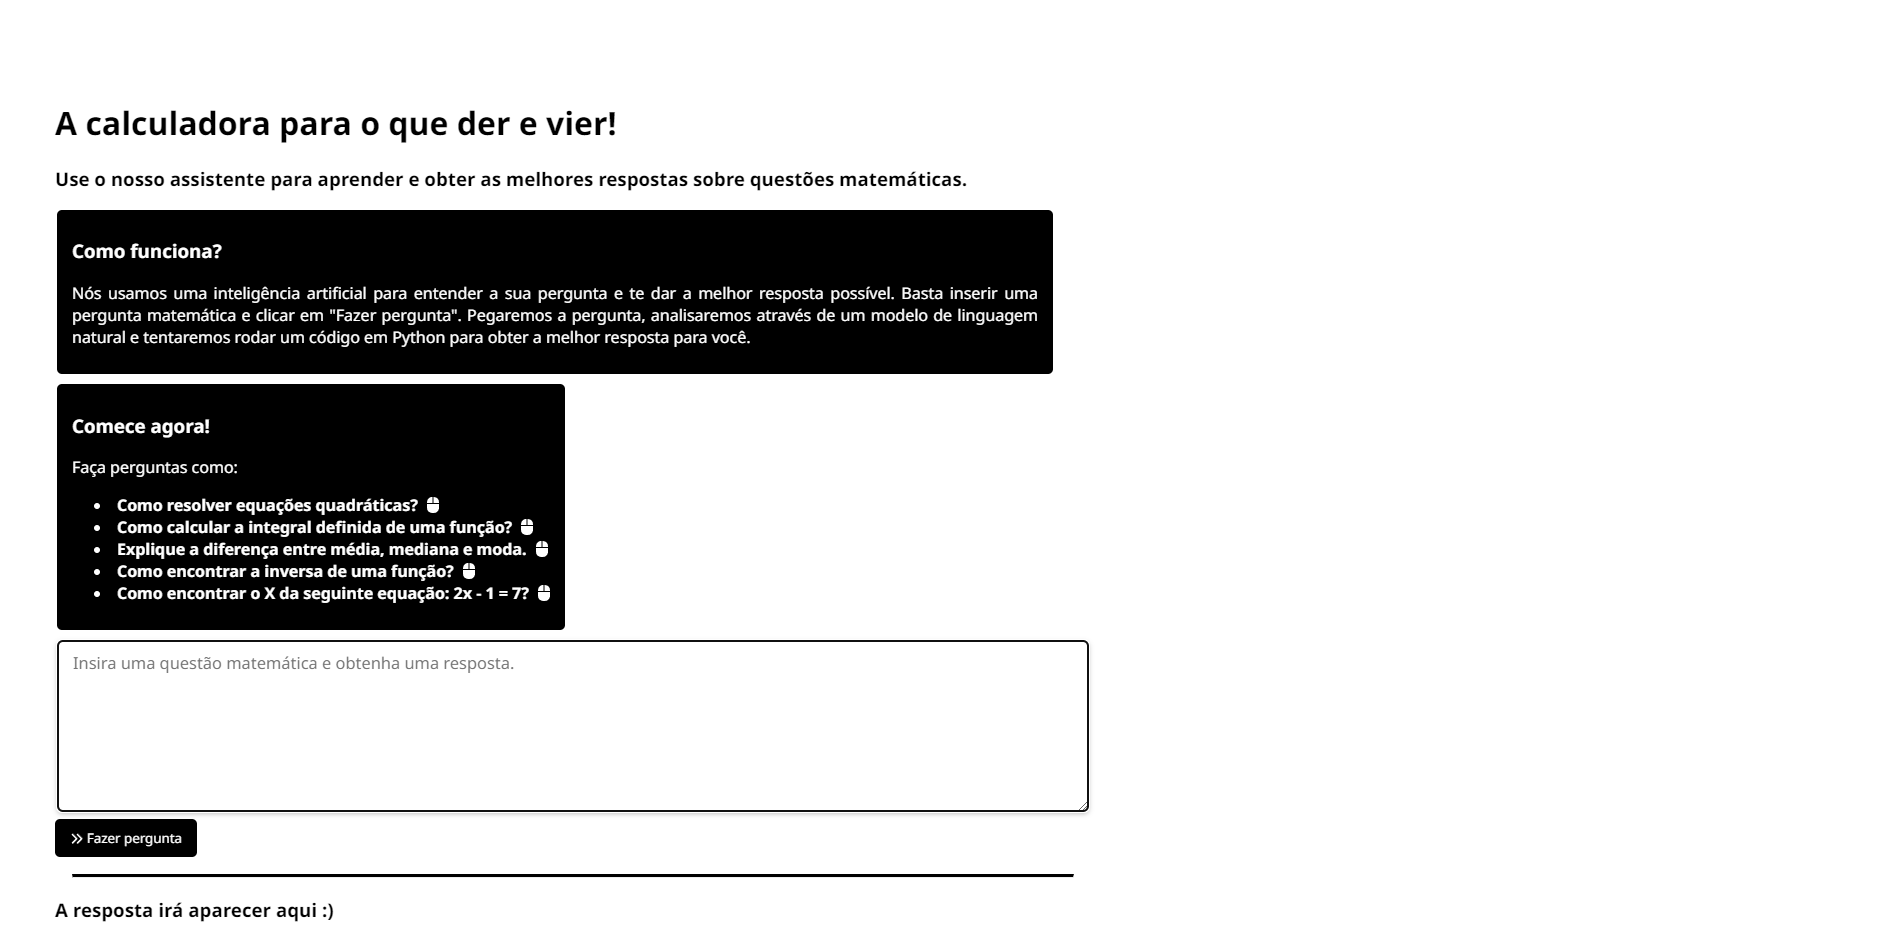 A calculadora para o que der e vier!
Use o nosso assistente para aprender e obter as melhores respostas sobre questões matemáticas.
Como funciona?
Nós usamos uma inteligência artificial para entender a sua pergunta e te dar a melhor resposta possível. Basta inserir uma
pergunta matemática e clicar em "Fazer pergunta". Pegaremos a pergunta, analisaremos através de um modelo de linguagem
natural e tentaremos rodar um código em Python para obter a melhor resposta para você.
Comece agora!
Faça perguntas como:
Como resolver equações quadráticas?
Como calcular a integral definida de uma função?
Explique a diferença entre média, mediana e moda.
Como encontrar a inversa de uma função?
Como encontrar o X da seguinte equação: 2x - 1 = 7?
Insira uma questão matemática e obtenha uma resposta.
Fazer pergunta
A resposta irá aparecer aqui :)